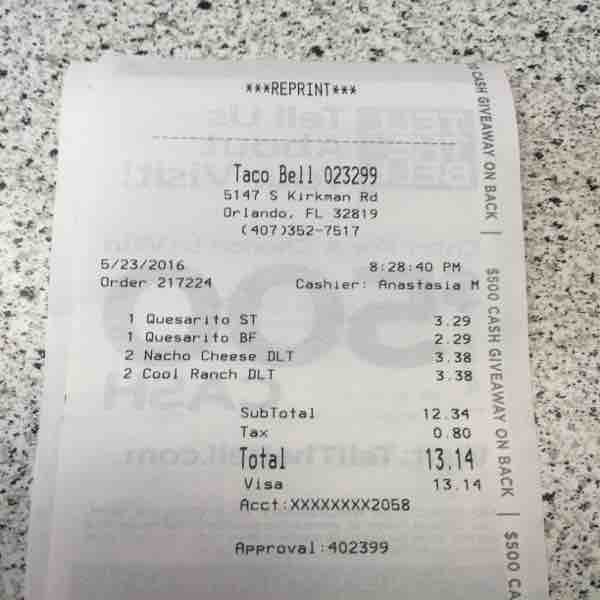 ***REPRINT***
Taco Bell 023299
5147 S Kirkman Rd
Orlando, FL 32819
(407)352-7517
5/23/2016 8:28:40 PM
Order 217224 Cashier: Anastasia M
1 Quesarito ST 3.29
1 Quesarito BF 2.29
2 Nacho Cheese DLT 3.38
2 Cool Ranch DLT 3.38
SubTotal 12.34
Tax 0.80
Total 13.14
Visa 13.14
Acct:XXXXXXXX2058
Approval:402399
CASH GIVEAWAY ON BACK |
$500 CASH GIVEAWAY ON BACK |
$500 CA